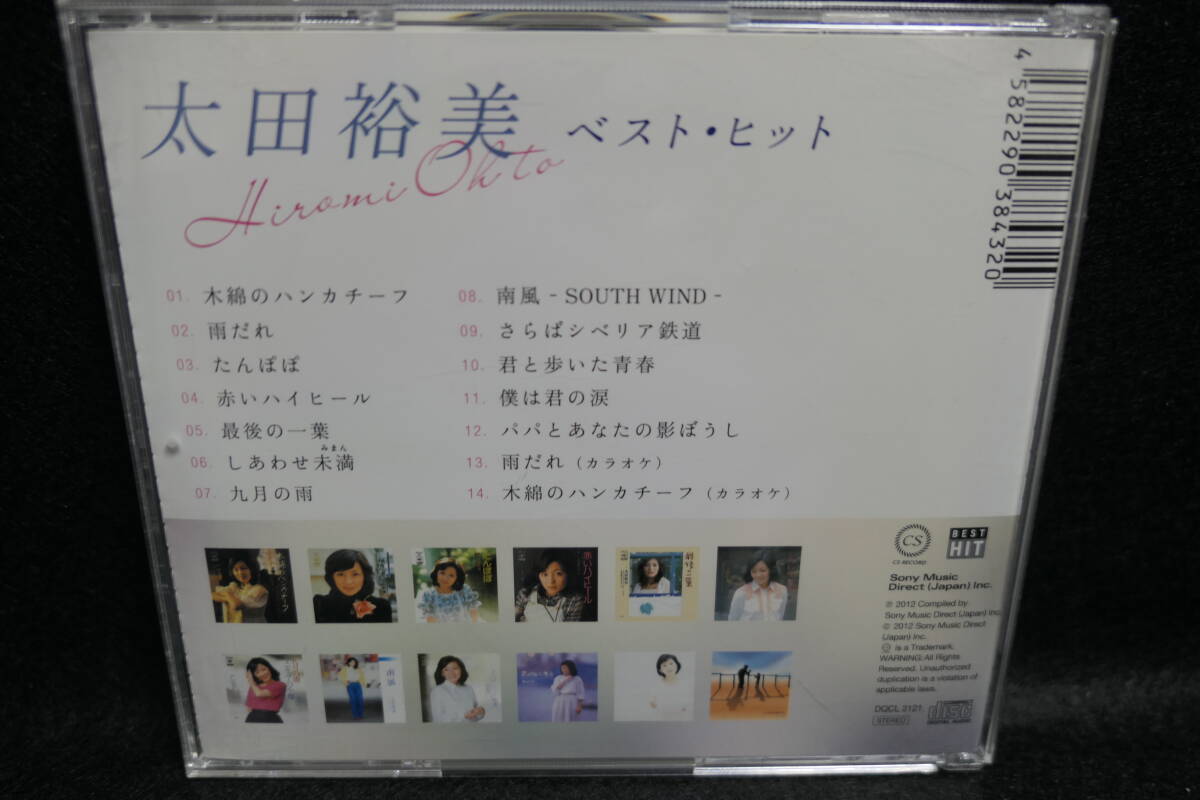 太田裕美 ベスト・ヒット
Hiromi Ohta
4 582290 384320
01. 木綿のハンカチーフ
02. 雨だれ
03. たんぽぽ
04. 赤いハイヒール
05. 最後の一葉
みまん
06. しあわせ未満
07. 九月の雨
08. 南風 - SOUTH WIND -
09. さらばシベリア鉄道
10. 君と歩いた青春
11. 僕は君の涙
12. パパとあなたの影ぼうし
13. 雨だれ (カラオケ)
14. 木綿のハンカチーフ (カラオケ)
CS
CS RECORD
BEST
HIT
Sony Music
Direct (Japan) Inc.
℗ 2012 Compiled by
Sony Music Direct (Japan) Inc.
© 2012 Sony Music Direct
(Japan) Inc.
is a Trademark.
WARNING: All Rights
Reserved. Unauthorized
duplication is a violation of
applicable laws.
DQCL 2121
STEREO
disc
DIGITAL AUDIO